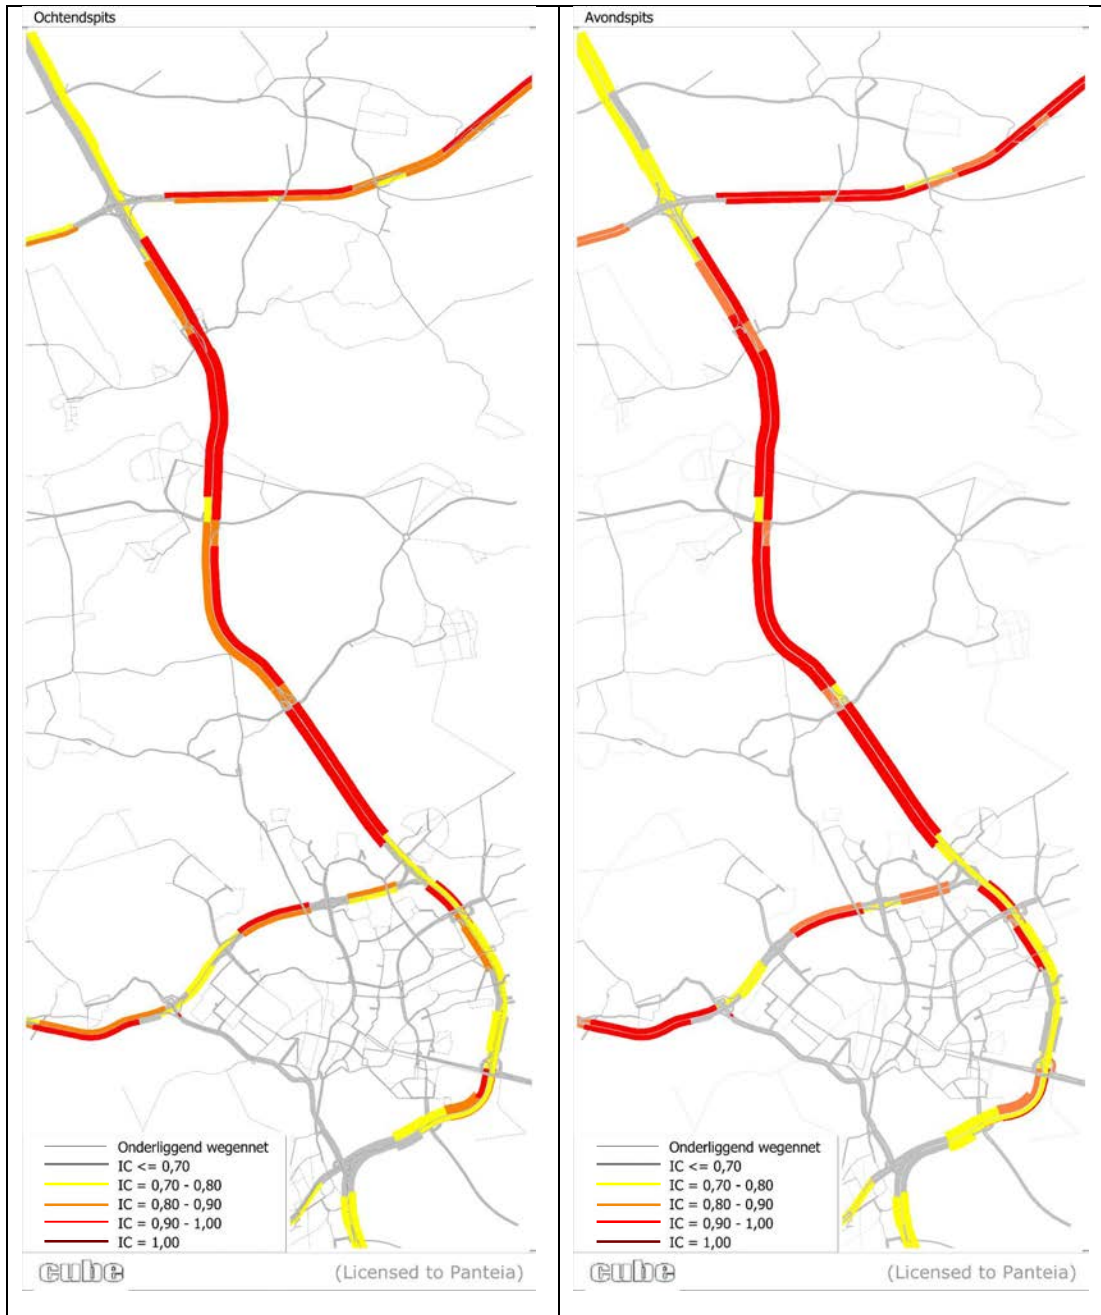 Ochtendspits
Onderliggend wegennet
IC <= 0,70
IC = 0,70 - 0,80
IC = 0,80 - 0,90
IC = 0,90 - 1,00
IC = 1,00
cube
(Licensed to Panteia)
Avondspits
Onderliggend wegennet
IC <= 0,70
IC = 0,70 - 0,80
IC = 0,80 - 0,90
IC = 0,90 - 1,00
IC = 1,00
cube
(Licensed to Panteia)